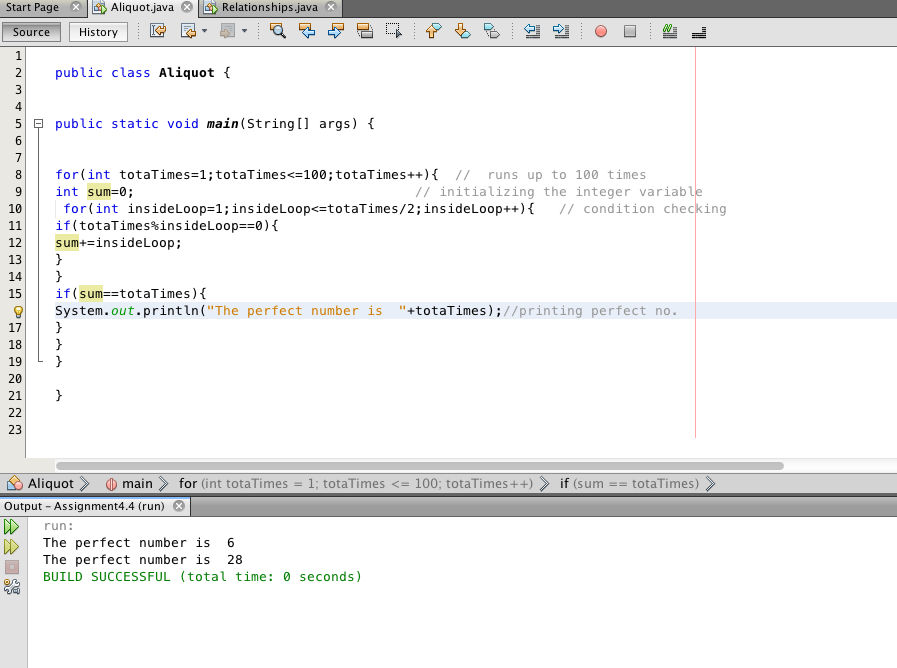 Start Page Aliquot.java Relationships.java
Source History
1
2 public class Aliquot {
3
4
5 public static void main(String[] args) {
6
7
8 for(int totaTimes=1;totaTimes<=100;totaTimes++){  //  runs up to 100 times
9 int sum=0; // initializing the integer variable
10 for(int insideLoop=1;insideLoop<=totaTimes/2;insideLoop++){   // condition checking
11 if(totaTimes%insideLoop==0){
12 sum+=insideLoop;
13 }
14 }
15 if(sum==totaTimes){
System.out.println("The perfect number is  "+totaTimes);//printing perfect no.
17 }
18 }
19 }
20
21 }
22
23
Aliquot main for (int totaTimes = 1; totaTimes <= 100; totaTimes++) if (sum == totaTimes)
Output – Assignment4.4 (run)
run:
The perfect number is  6
The perfect number is  28
BUILD SUCCESSFUL (total time: 0 seconds)